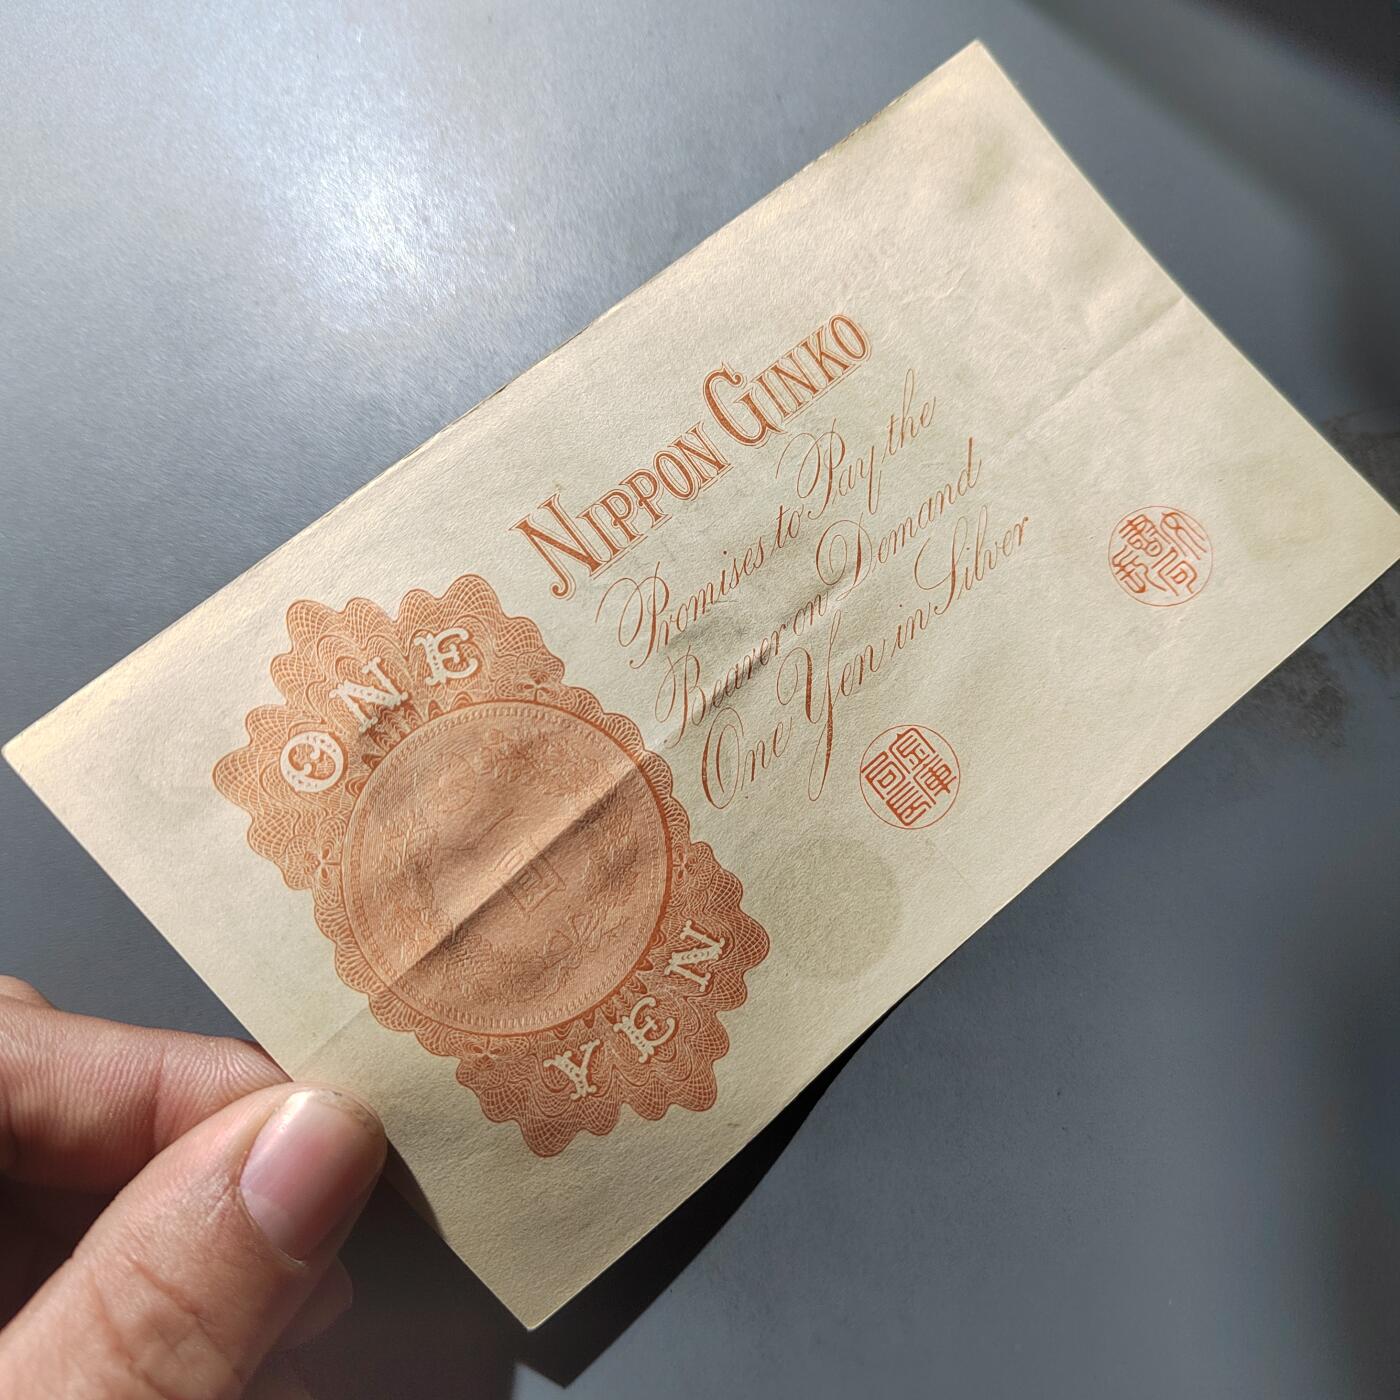 NIPPON GINKO
Promises to Pay the
Bearer on Demand
One Yen in Silver
ONE
YEN